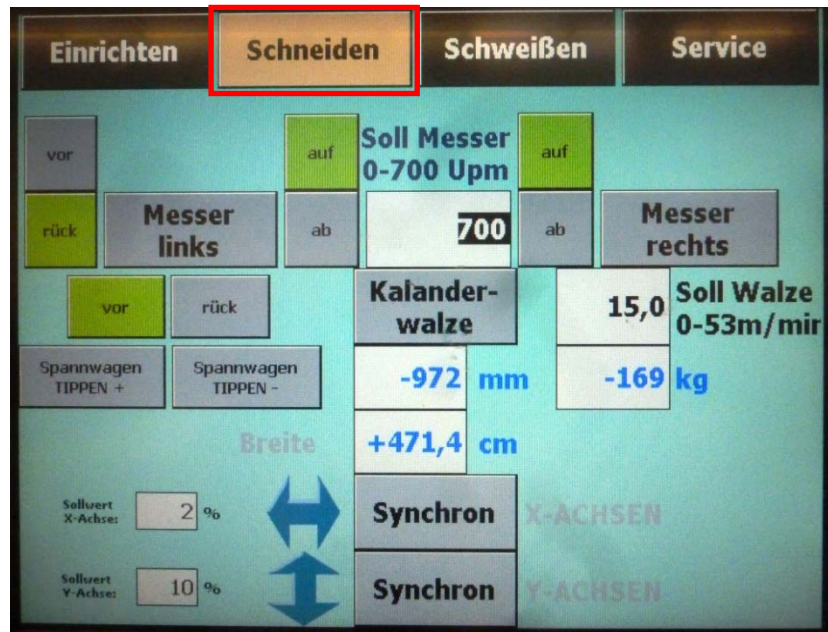 Einrichten
Schneiden
Schweißen
Service
vor
auf
Soll Messer
0-700 Upm
auf
rück
Messer
links
ab
700
ab
Messer
rechts
vor
rück
Kalander-
walze
15,0
Soll Walze
0-53m/min
Spannwagen
TIPPEN +
Spannwagen
TIPPEN -
-972 mm
-169 kg
Breite
+471,4 cm
Sollwert
X-Achse:
2 %
Synchron
X-ACHSEN
Sollwert
Y-Achse:
10 %
Synchron
Y-ACHSEN